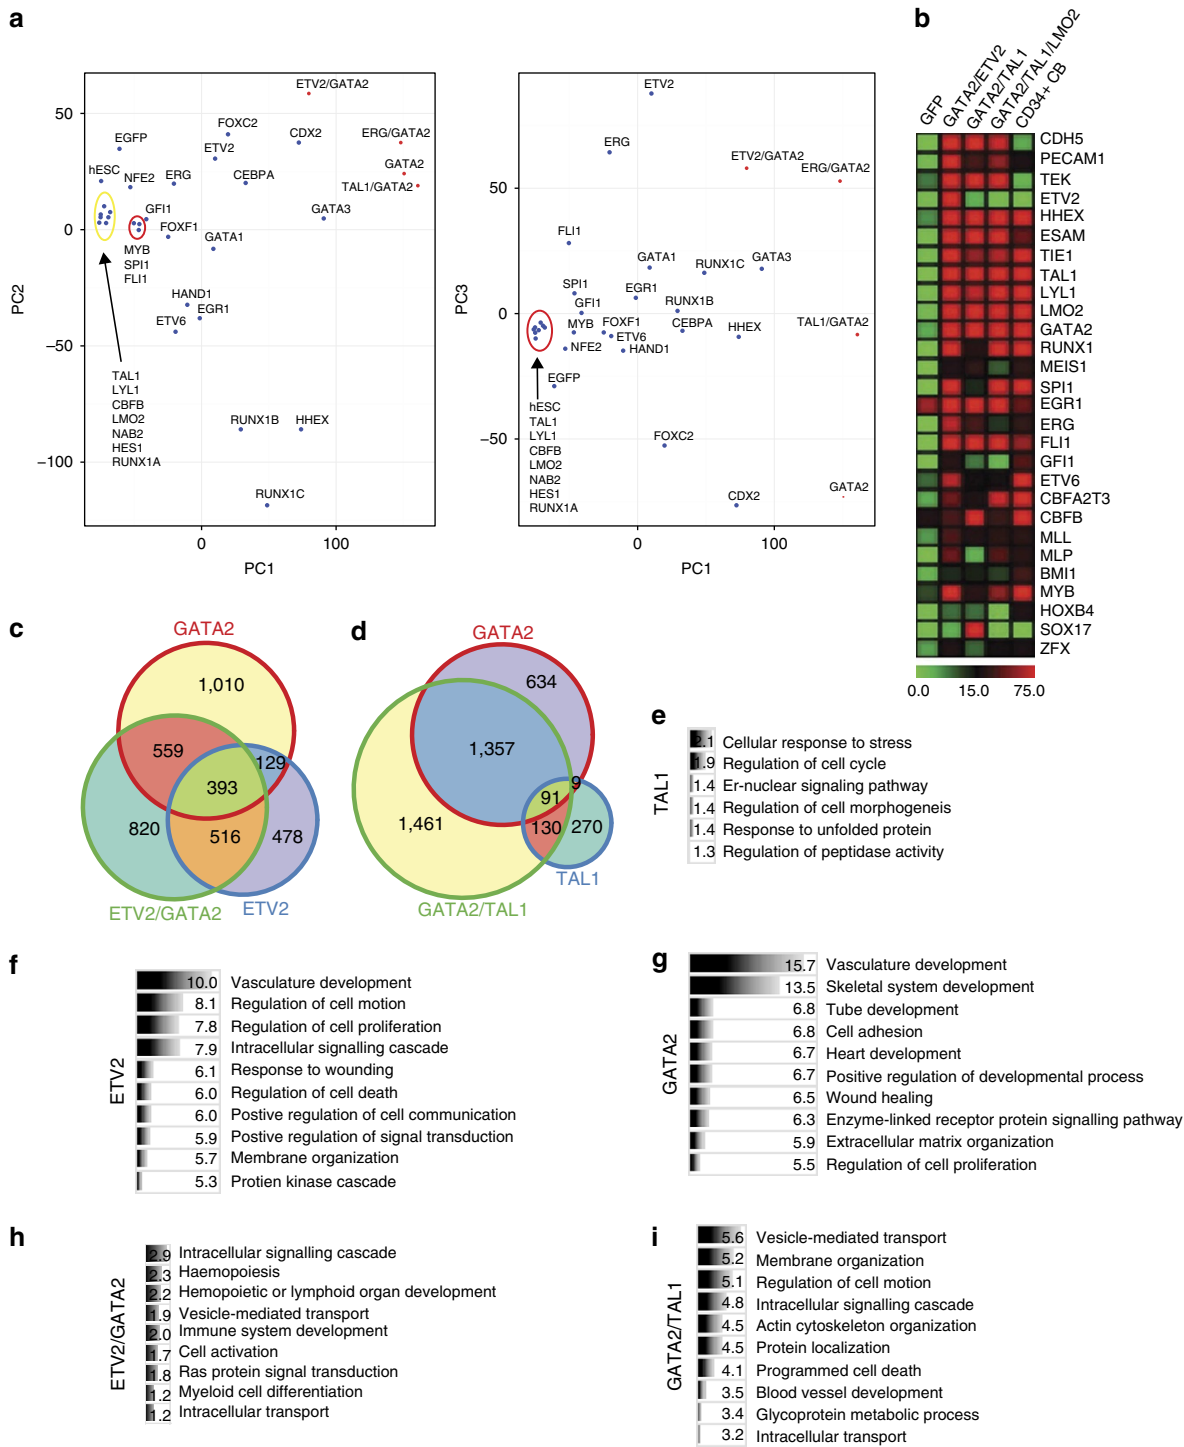 a
ETV2/GATA2
50
FOXC2
CDX2
ERG/GATA2
EGFP
ETV2
GATA2
hESC
NFE2
ERG
CEBPA
TAL1/GATA2
GFI1
GATA3
0
FOXF1
GATA1
MYB
SPI1
FLI1
PC2
HAND1
EGR1
ETV6
−50
TAL1
LYL1
CBFB
LMO2
NAB2
HES1
RUNX1A
RUNX1B
HHEX
−100
RUNX1C
0
100
PC1
ETV2
ERG
ETV2/GATA2
ERG/GATA2
50
FLI1
GATA1
RUNX1C
GATA3
SPI1
EGR1
GFI1
RUNX1B
PC3
0
MYB
FOXF1
CEBPA
HHEX
TAL1/GATA2
ETV6
NFE2
HAND1
EGFP
hESC
TAL1
LYL1
CBFB
LMO2
NAB2
HES1
RUNX1A
−50
FOXC2
GATA2
CDX2
0
100
PC1
b
GFP
GATA2/ETV2
GATA2/TAL1
GATA2/TAL1/LMO2
CD34+ CB
CDH5
PECAM1
TEK
ETV2
HHEX
ESAM
TIE1
TAL1
LYL1
LMO2
GATA2
RUNX1
MEIS1
SPI1
EGR1
ERG
FLI1
GFI1
ETV6
CBFA2T3
CBFB
MLL
MLP
BMI1
MYB
HOXB4
SOX17
ZFX
0.0 15.0 75.0
c
GATA2
1,010
559
129
393
820
516
478
ETV2/GATA2
ETV2
d
GATA2
634
1,357
9
91
1,461
130
270
TAL1
GATA2/TAL1
e
TAL1
2.1 Cellular response to stress
1.9 Regulation of cell cycle
1.4 Er-nuclear signaling pathway
1.4 Regulation of cell morphogeneis
1.4 Response to unfolded protein
1.3 Regulation of peptidase activity
f
ETV2
10.0 Vasculature development
8.1 Regulation of cell motion
7.8 Regulation of cell proliferation
7.9 Intracellular signalling cascade
6.1 Response to wounding
6.0 Regulation of cell death
6.0 Postive regulation of cell communication
5.9 Postive regulation of signal transduction
5.7 Membrane organization
5.3 Protien kinase cascade
g
GATA2
15.7 Vasculature development
13.5 Skeletal system development
6.8 Tube development
6.8 Cell adhesion
6.7 Heart development
6.7 Positive regulation of developmental process
6.5 Wound healing
6.3 Enzyme-linked receptor protein signalling pathway
5.9 Extracellular matrix organization
5.5 Regulation of cell proliferation
h
ETV2/GATA2
2.9 Intracellular signalling cascade
2.3 Haemopoiesis
2.2 Hemopoietic or lymphoid organ development
1.9 Vesicle-mediated transport
2.0 Immune system development
1.7 Cell activation
1.8 Ras protein signal transduction
1.2 Myeloid cell differentiation
1.2 Intracellular transport
i
GATA2/TAL1
5.6 Vesicle-mediated transport
5.2 Membrane organization
5.1 Regulation of cell motion
4.8 Intracellular signalling cascade
4.5 Actin cytoskeleton organization
4.5 Protein localization
4.1 Programmed cell death
3.5 Blood vessel development
3.4 Glycoprotein metabolic process
3.2 Intracellular transport